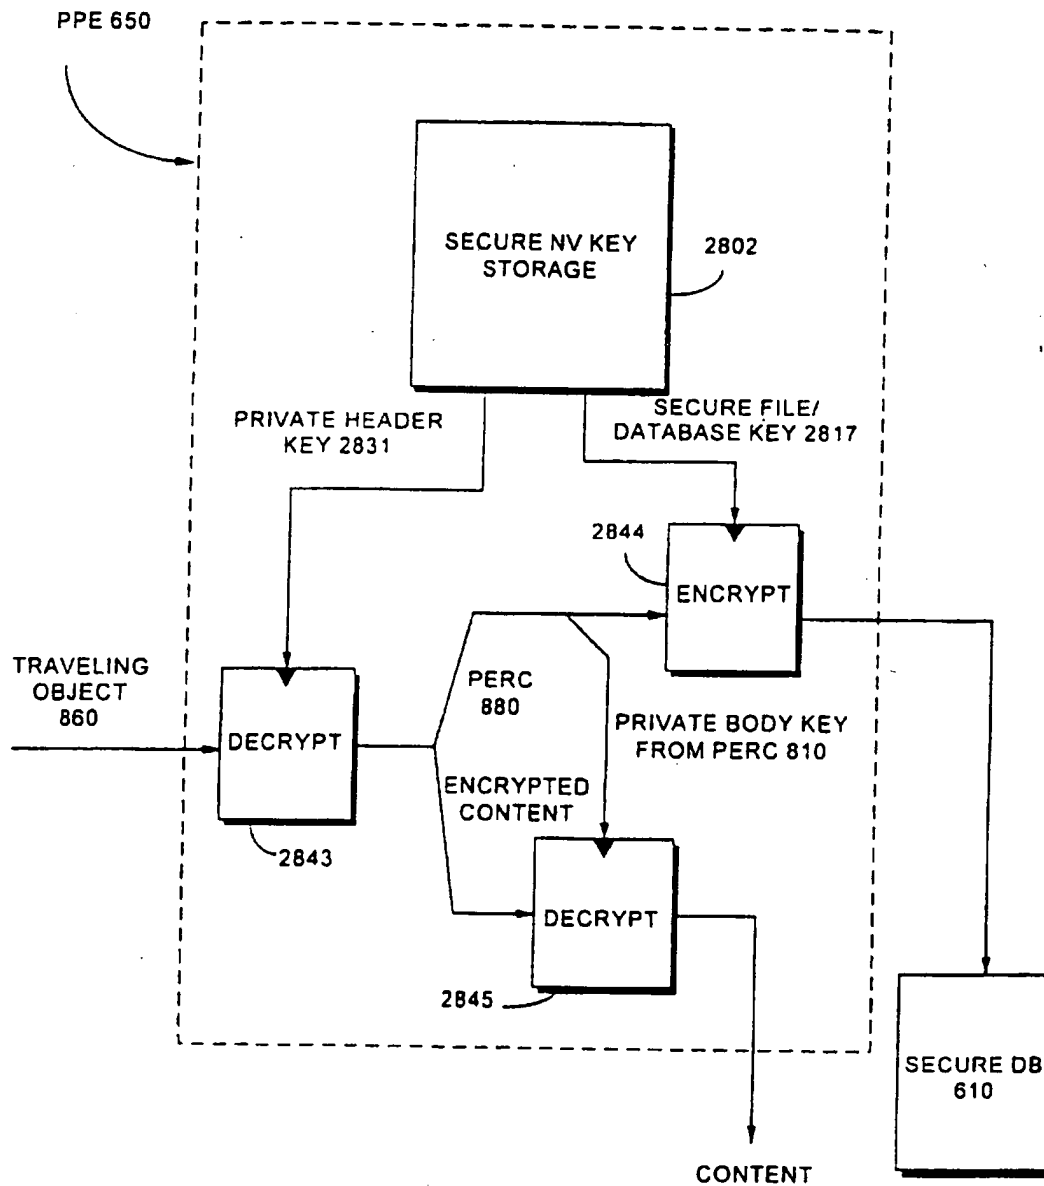 PPE 650
SECURE NV KEY
STORAGE
2802
PRIVATE HEADER
KEY 2831
SECURE FILE/
DATABASE KEY 2817
2844
ENCRYPT
TRAVELING
OBJECT
860
DECRYPT
PERC
880
PRIVATE BODY KEY
FROM PERC 810
ENCRYPTED
CONTENT
2843
DECRYPT
2845
SECURE DB
610
CONTENT